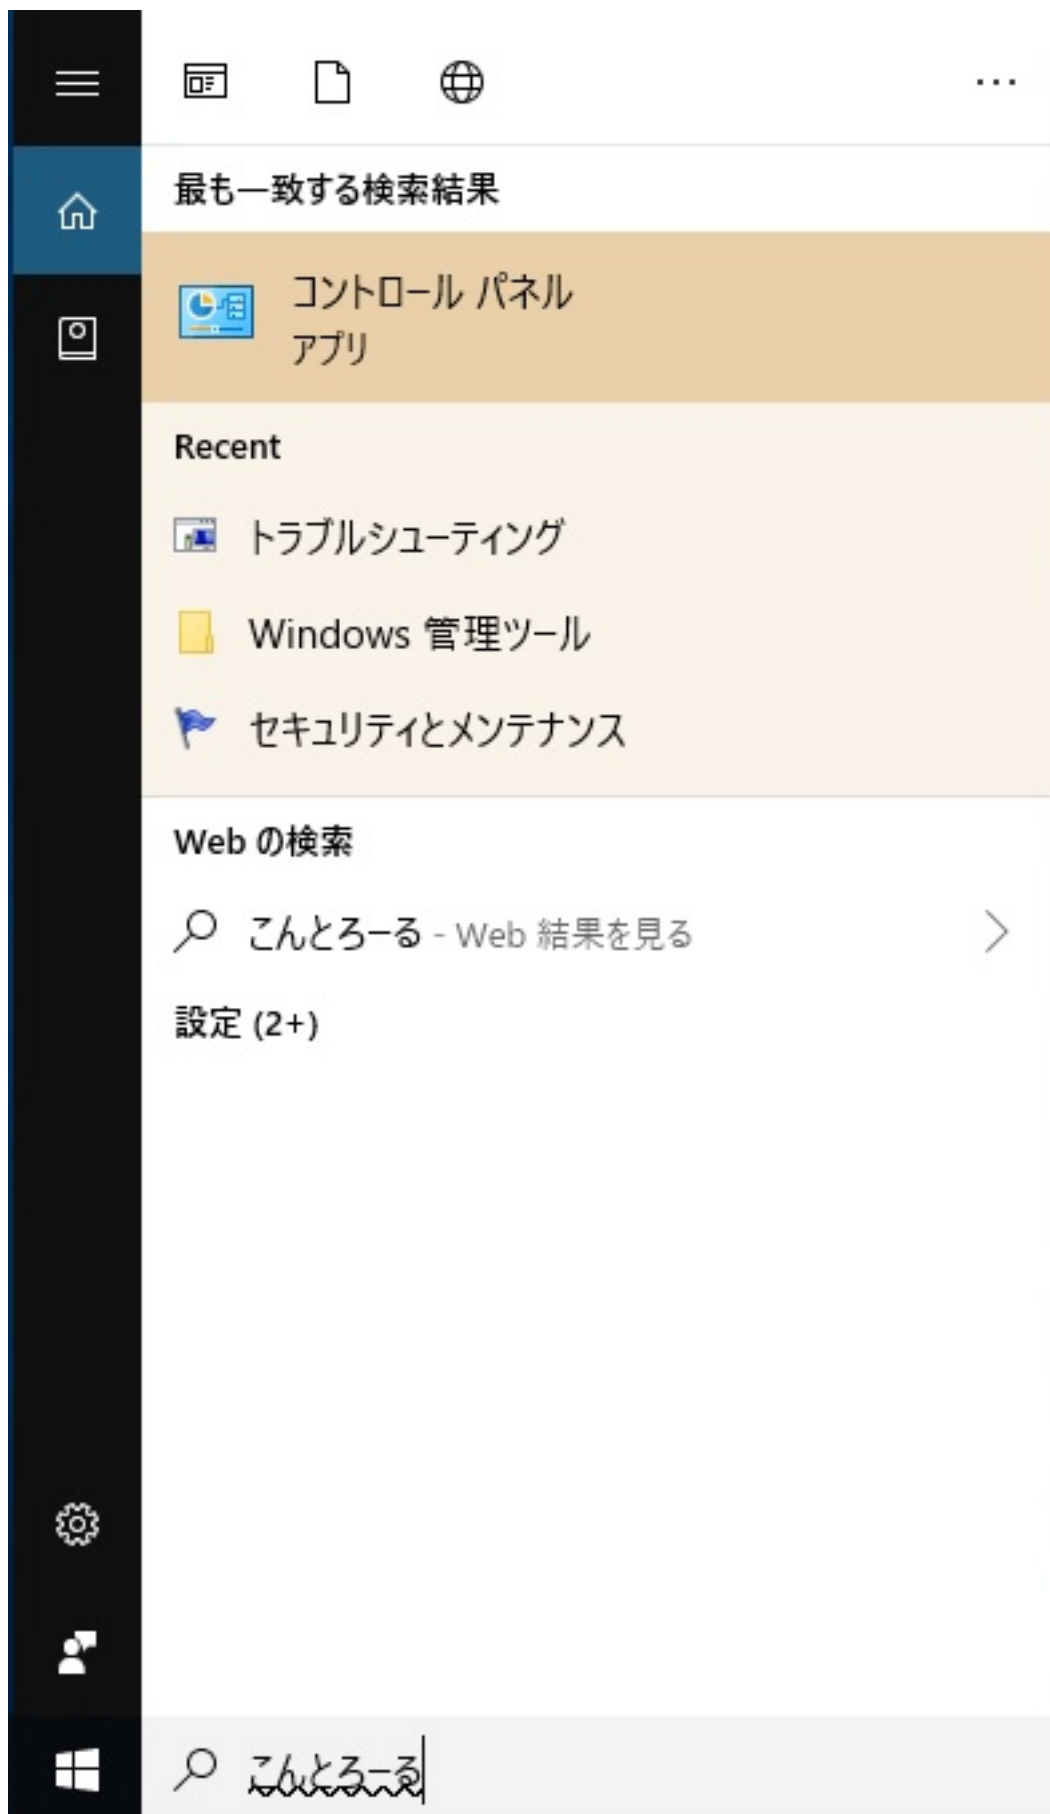 最も一致する検索結果
コントロール パネル
アプリ
Recent
トラブルシューティング
Windows 管理ツール
セキュリティとメンテナンス
Web の検索
こんとろーる - Web 結果を見る
設定 (2+)
こんとろーる